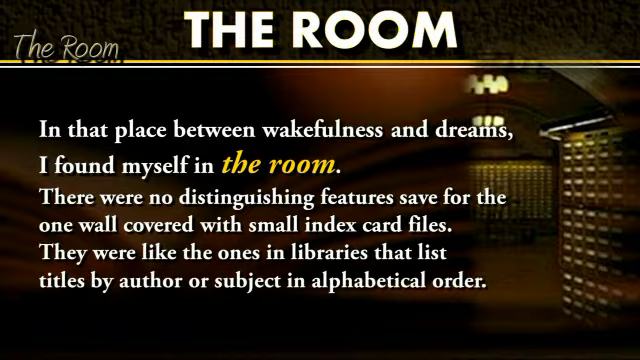 THE ROOM
The Room
In that place between wakefulness and dreams,
I found myself in the room.
There were no distinguishing features save for the
one wall covered with small index card files.
They were like the ones in libraries that list
titles by author or subject in alphabetical order.